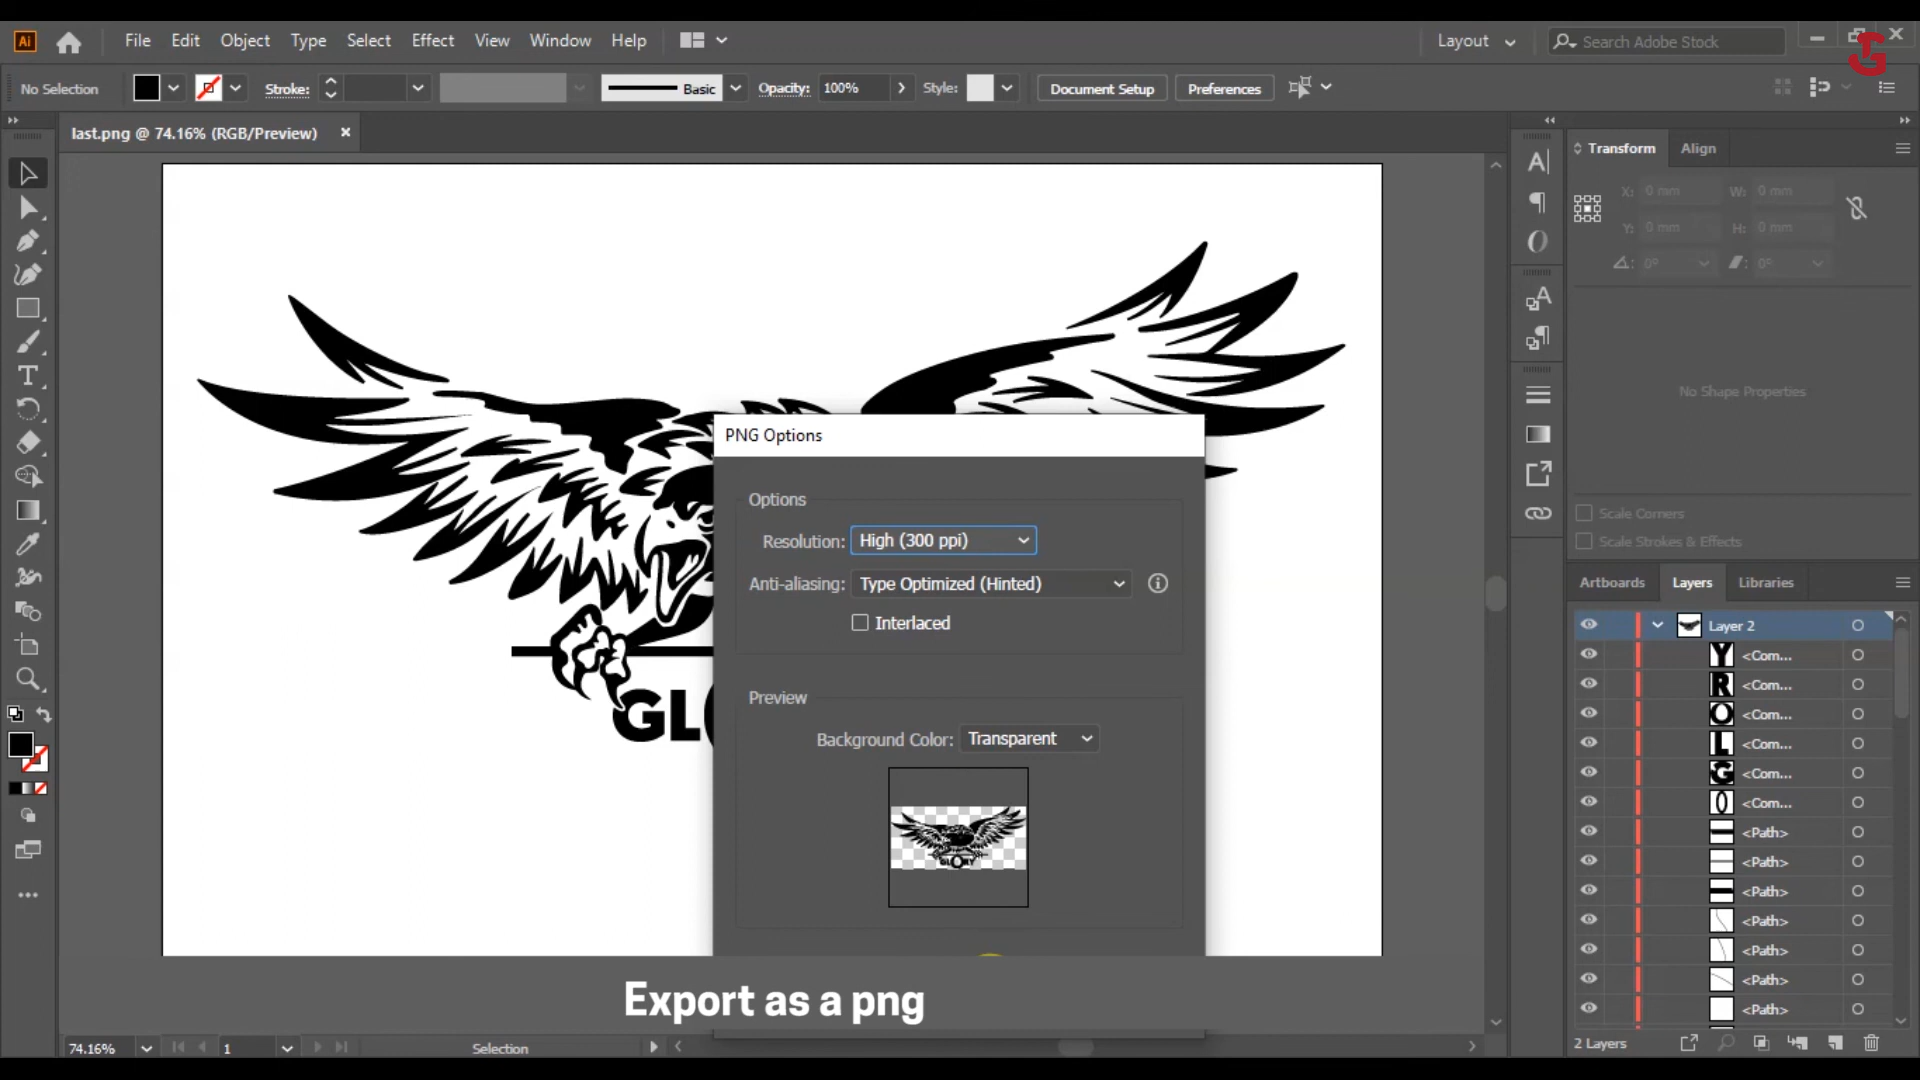 Ai File Edit Object Type Select Effect View Window Help Layout Search Adobe Stock
No Selection Stroke: Basic Opacity: 100% Style: Document Setup Preferences
last.png @ 74.16% (RGB/Preview)
Transform Align
X: 0 mm W: 0 mm
Y: 0 mm H: 0 mm
0° 0°
No Shape Properties
Scale Corners
Scale Strokes & Effects
PNG Options
Options
Resolution: High (300 ppi)
Anti-aliasing: Type Optimized (Hinted)
Interlaced
Preview
Background Color: Transparent
GLORY
GL
Artboards Layers Libraries
Layer 2
Y <Com...
R <Com...
O <Com...
L <Com...
G <Com...
<Com...
<Path>
<Path>
<Path>
<Path>
<Path>
<Path>
<Path>
2 Layers
Export as a png
74.16% 1 Selection